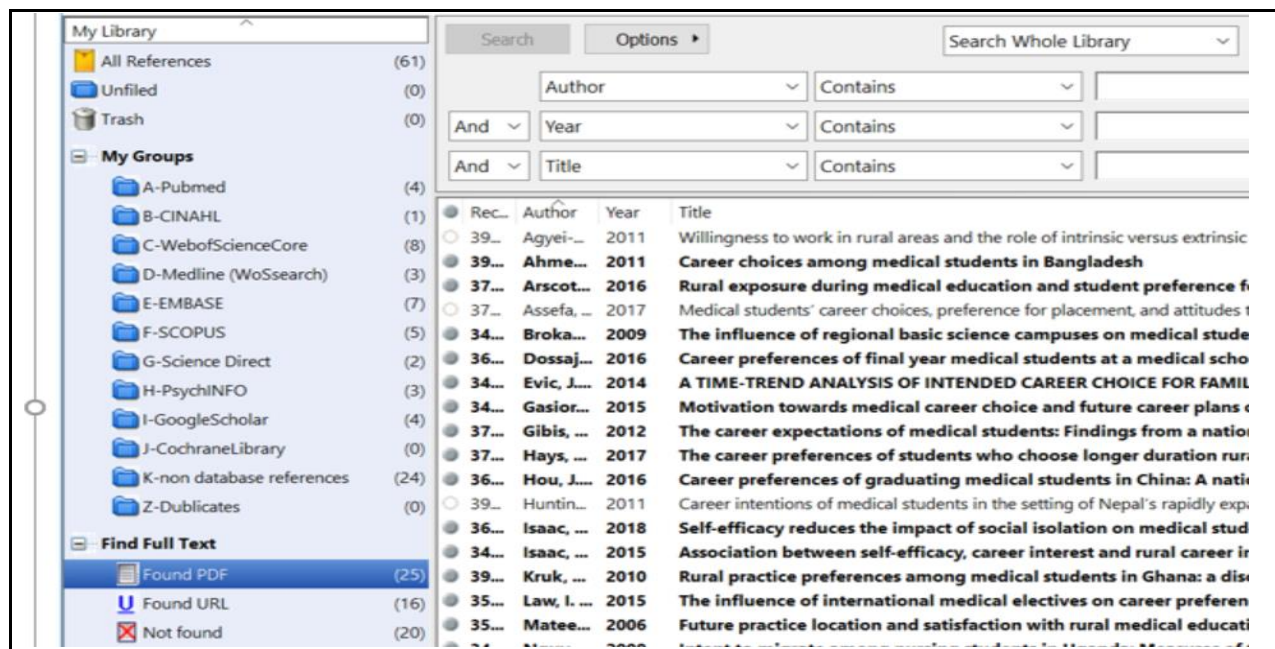 My Library
All References (61)
Unfiled (0)
Trash (0)
My Groups
A-Pubmed (4)
B-CINAHL (1)
C-WebofScienceCore (8)
D-Medline (WoSsearch) (3)
E-EMBASE (7)
F-SCOPUS (5)
G-Science Direct (2)
H-PsychINFO (3)
I-GoogleScholar (4)
J-CochraneLibrary (0)
K-non database references (24)
Z-Dublicates (0)
Find Full Text
Found PDF (25)
Found URL (16)
Not found (20)
Search Options Search Whole Library
Author Contains
And Year Contains
And Title Contains
Rec... Author Year Title
39... Agyei-... 2011 Willingness to work in rural areas and the role of intrinsic versus extrinsic
39... Ahme... 2011 Career choices among medical students in Bangladesh
37... Arscot... 2016 Rural exposure during medical education and student preference f
37... Assefa, ... 2017 Medical students' career choices, preference for placement, and attitudes t
34... Broka... 2009 The influence of regional basic science campuses on medical stude
36... Dossaj... 2016 Career preferences of final year medical students at a medical scho
34... Evic, J.... 2014 A TIME-TREND ANALYSIS OF INTENDED CAREER CHOICE FOR FAMIL
34... Gasior... 2015 Motivation towards medical career choice and future career plans
37... Gibis, ... 2012 The career expectations of medical students: Findings from a natio
37... Hays, ... 2017 The career preferences of students who choose longer duration rur
36... Hou, J.... 2016 Career preferences of graduating medical students in China: A nati
39... Huntin... 2011 Career intentions of medical students in the setting of Nepal's rapidly exp
36... Isaac, ... 2018 Self-efficacy reduces the impact of social isolation on medical stud
34... Isaac, ... 2015 Association between self-efficacy, career interest and rural career i
39... Kruk, ... 2010 Rural practice preferences among medical students in Ghana: a dis
35... Law, I. ... 2015 The influence of international medical electives on career preferen
35... Matee... 2006 Future practice location and satisfaction with rural medical educati